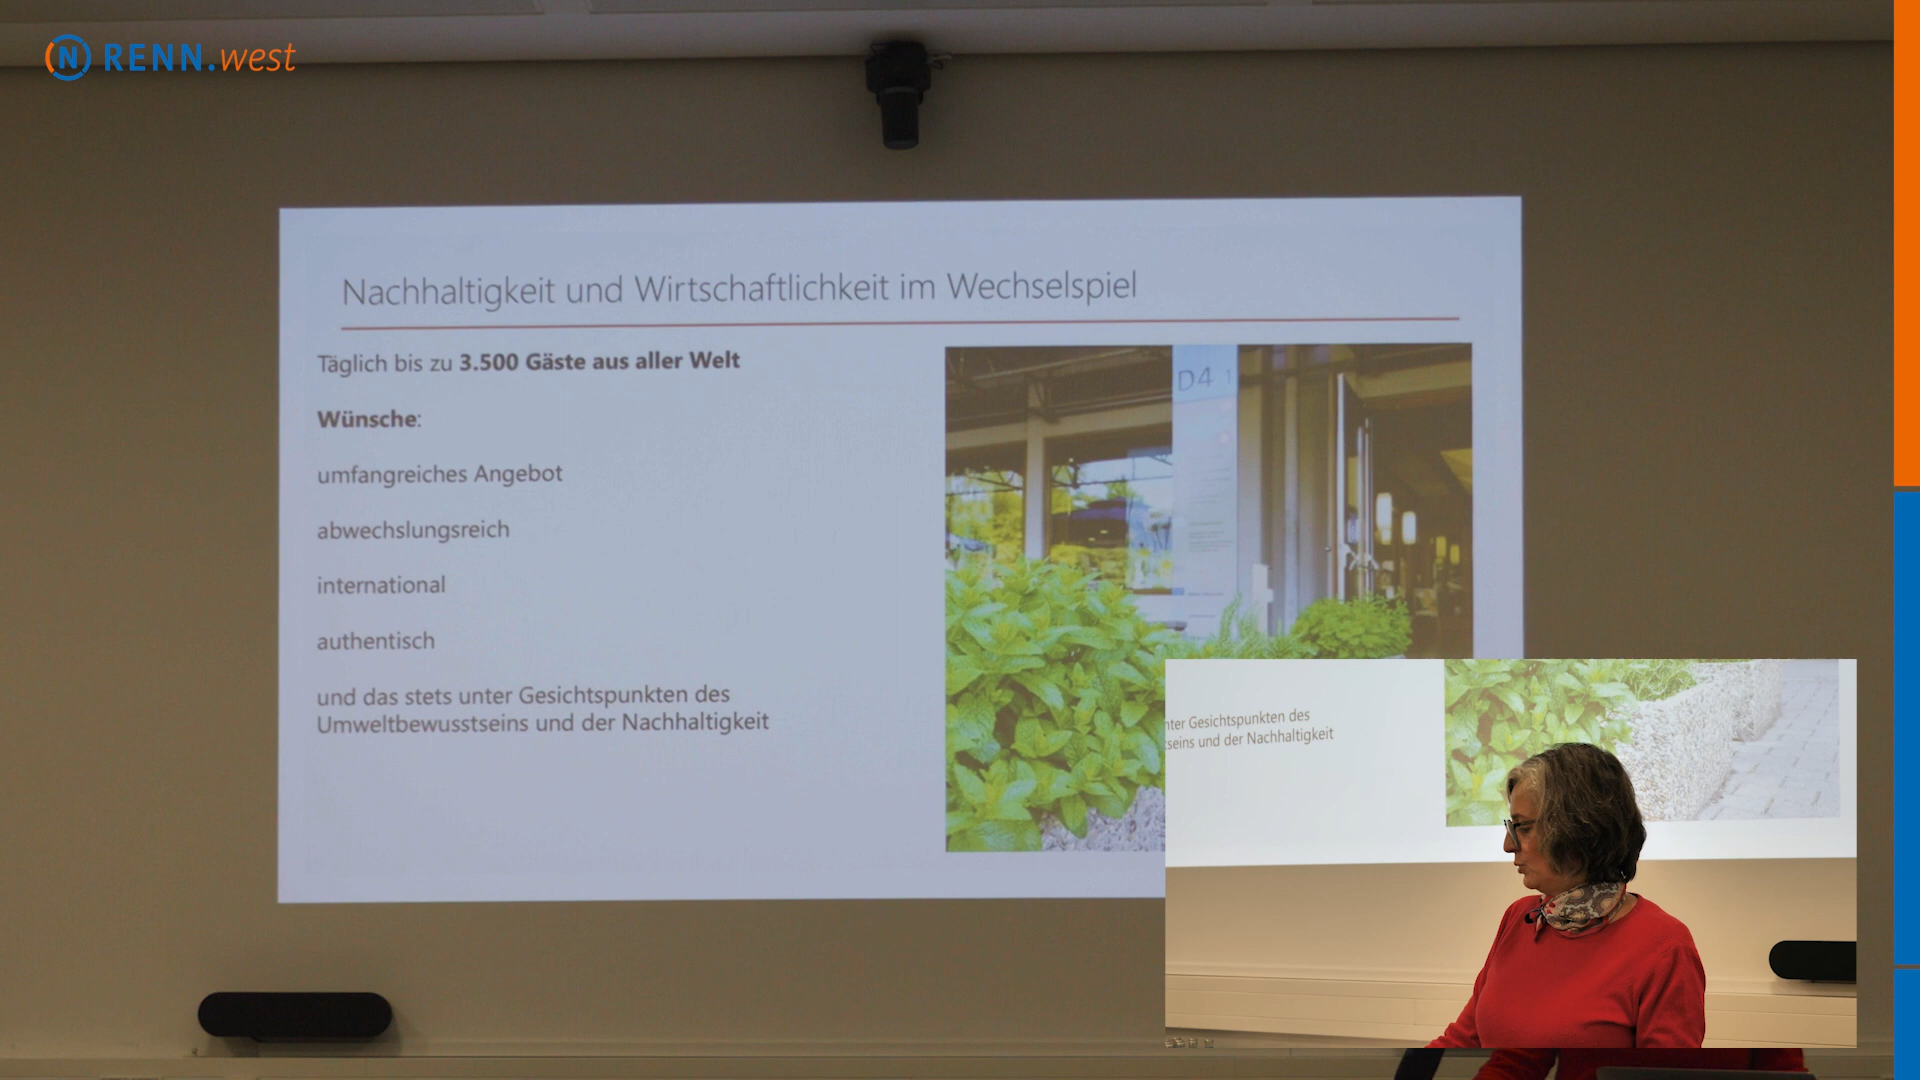 RENN.west
Nachhaltigkeit und Wirtschaftlichkeit im Wechselspiel
Täglich bis zu 3.500 Gäste aus aller Welt
Wünsche:
umfangreiches Angebot
abwechslungsreich
international
authentisch
und das stets unter Gesichtspunkten des
Umweltbewusstseins und der Nachhaltigkeit
D4 1
Gesichtspunkten des
und der Nachhaltigkeit